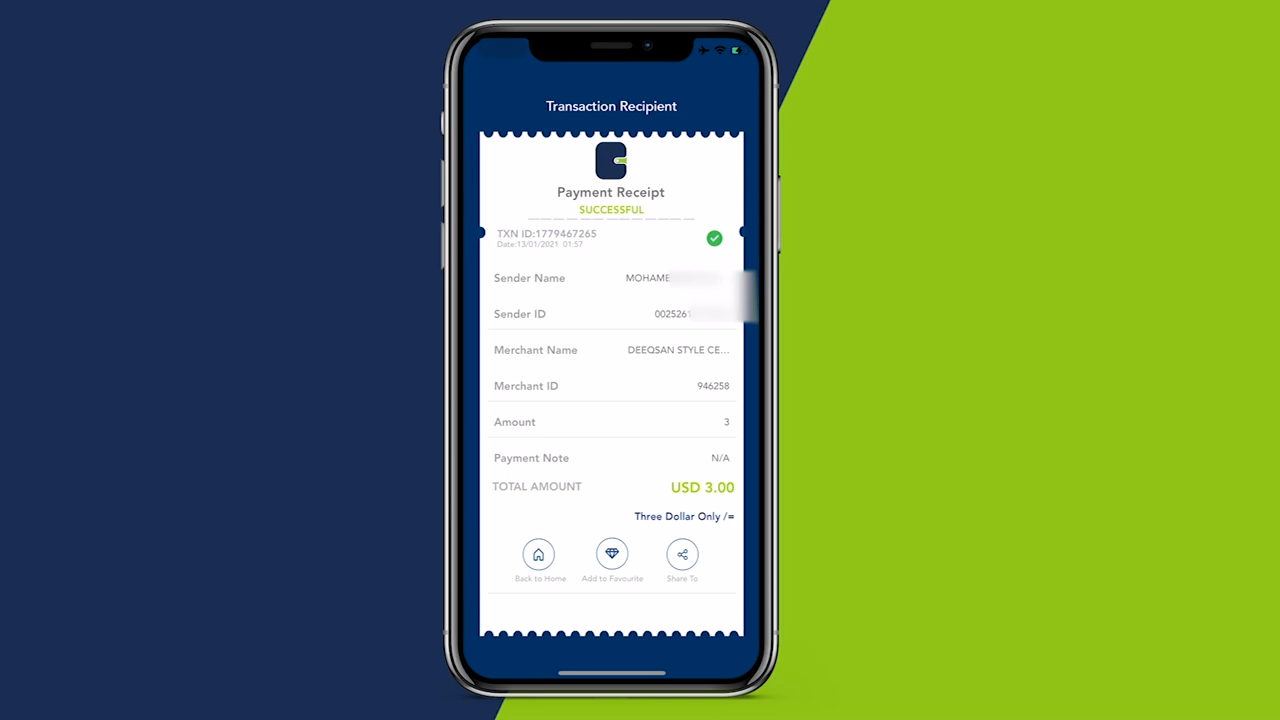 Transaction Recipient
Payment Receipt
SUCCESSFUL
TXN ID:1779467265
Date:13/01/2021 01:57
Sender Name MOHAME
Sender ID 0025261
Merchant Name DEEQSAN STYLE CE...
Merchant ID 946258
Amount 3
Payment Note N/A
TOTAL AMOUNT USD 3.00
Three Dollar Only /=
Back to Home Add to Favourite Share To